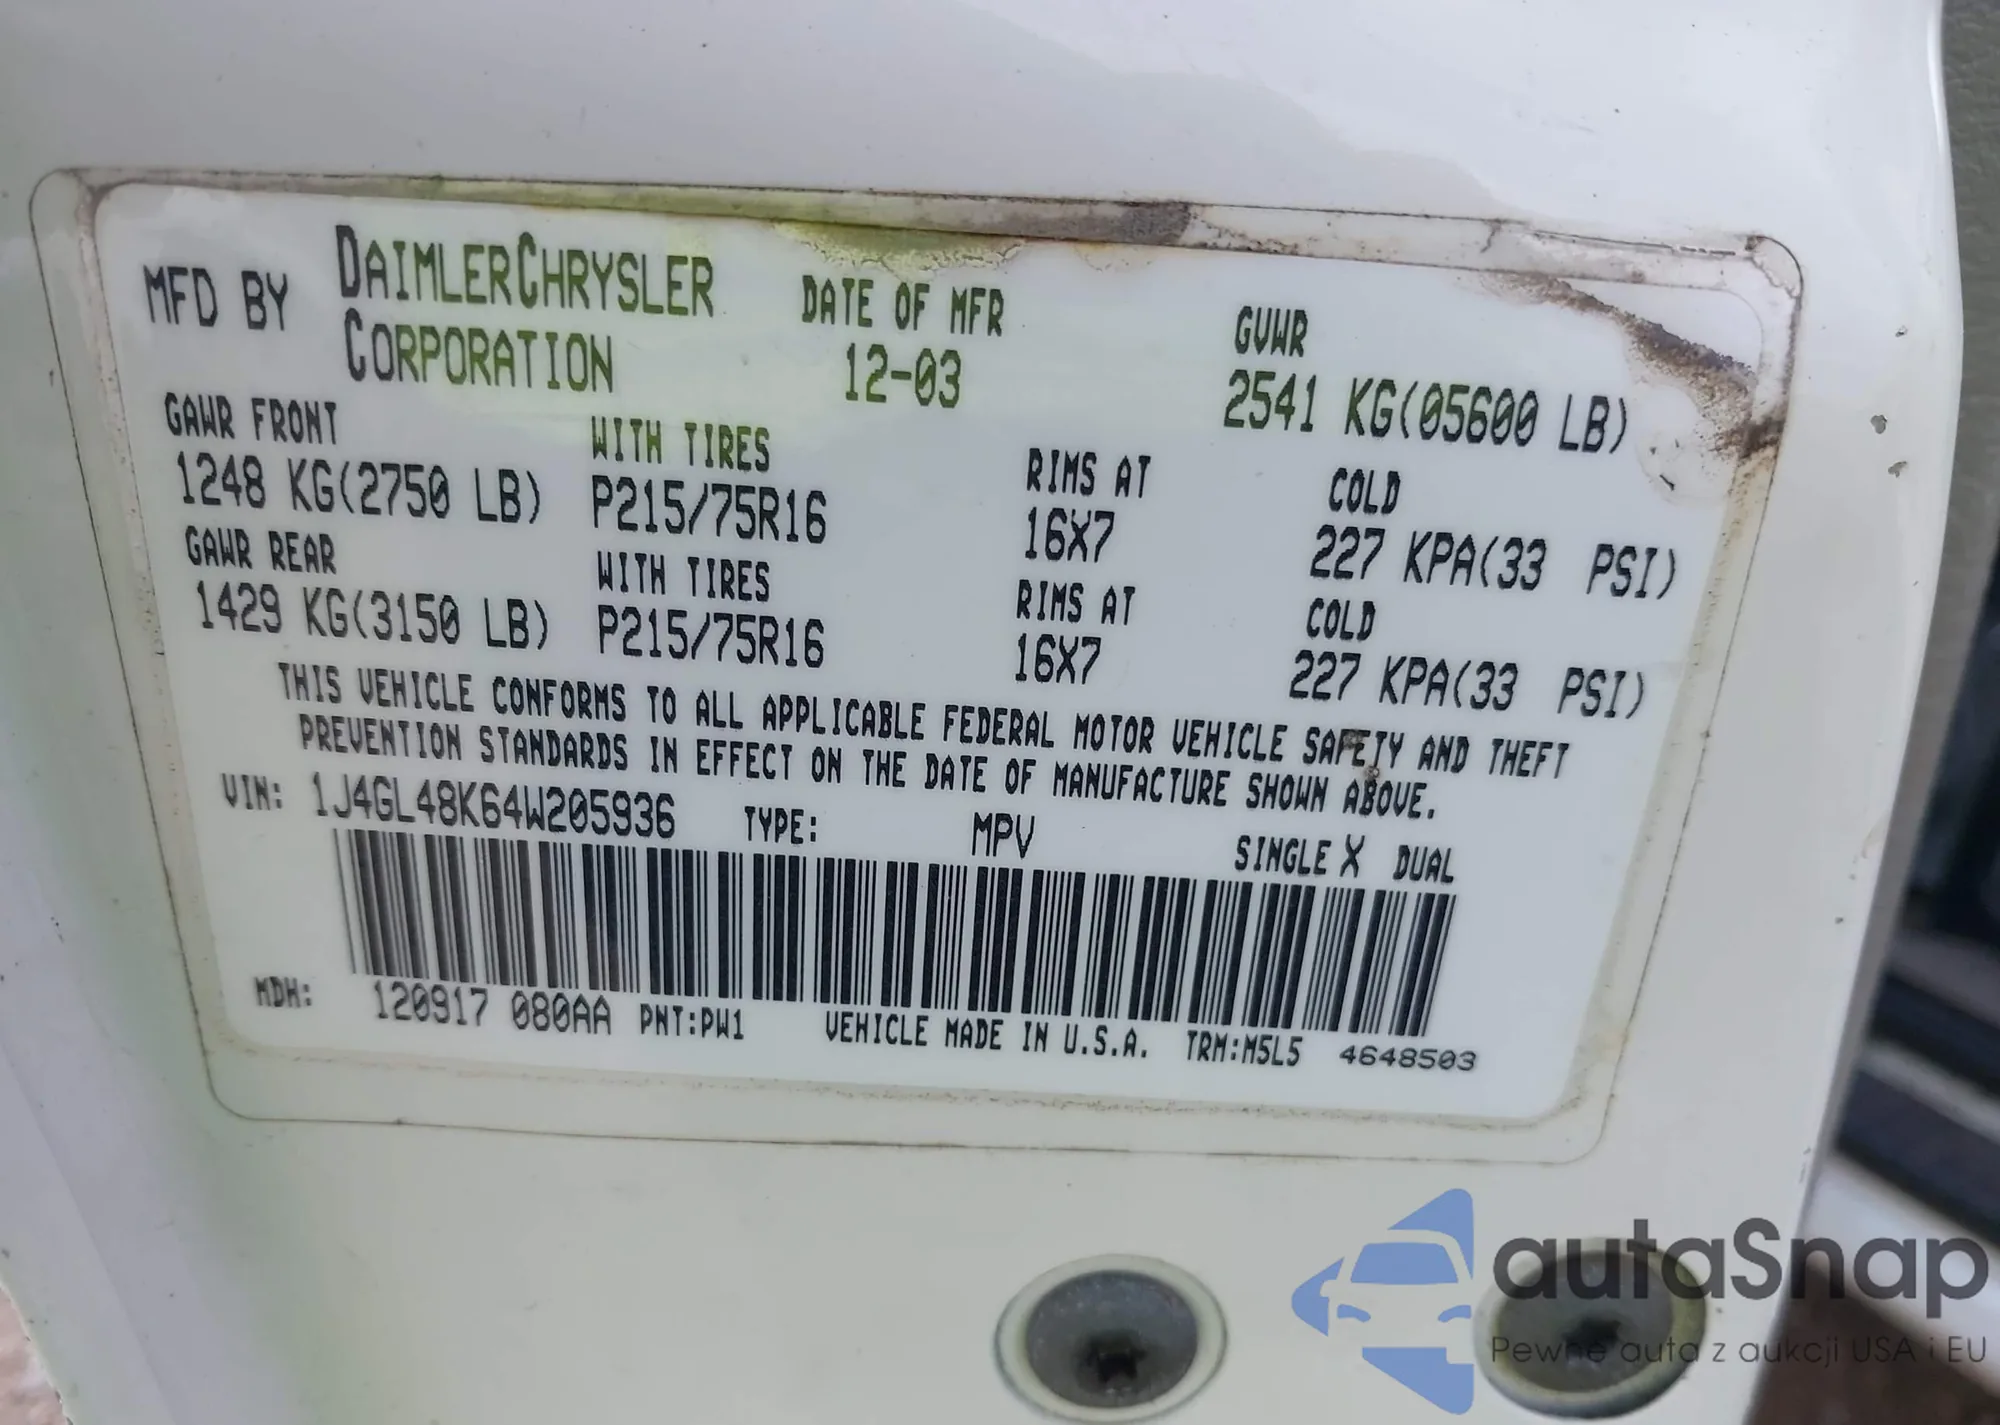 MFD BY DAIMLERCHRYSLER CORPORATION
DATE OF MFR
12-03
GVWR
2541 KG(05600 LB)
GAWR FRONT WITH TIRES RIMS AT COLD
1248 KG(2750 LB) P215/75R16 16X7 227 KPA(33 PSI)
GAWR REAR WITH TIRES RIMS AT COLD
1429 KG(3150 LB) P215/75R16 16X7 227 KPA(33 PSI)
THIS VEHICLE CONFORMS TO ALL APPLICABLE FEDERAL MOTOR VEHICLE SAFETY AND THEFT
PREVENTION STANDARDS IN EFFECT ON THE DATE OF MANUFACTURE SHOWN ABOVE.
VIN: 1J4GL48K64W205936 TYPE: MPV SINGLE X DUAL
MDH: 120917 080AA PNT:PW1 VEHICLE MADE IN U.S.A. TRM:M5L5 4648503
autaSnap
Pewne auta z aukcji USA i EU